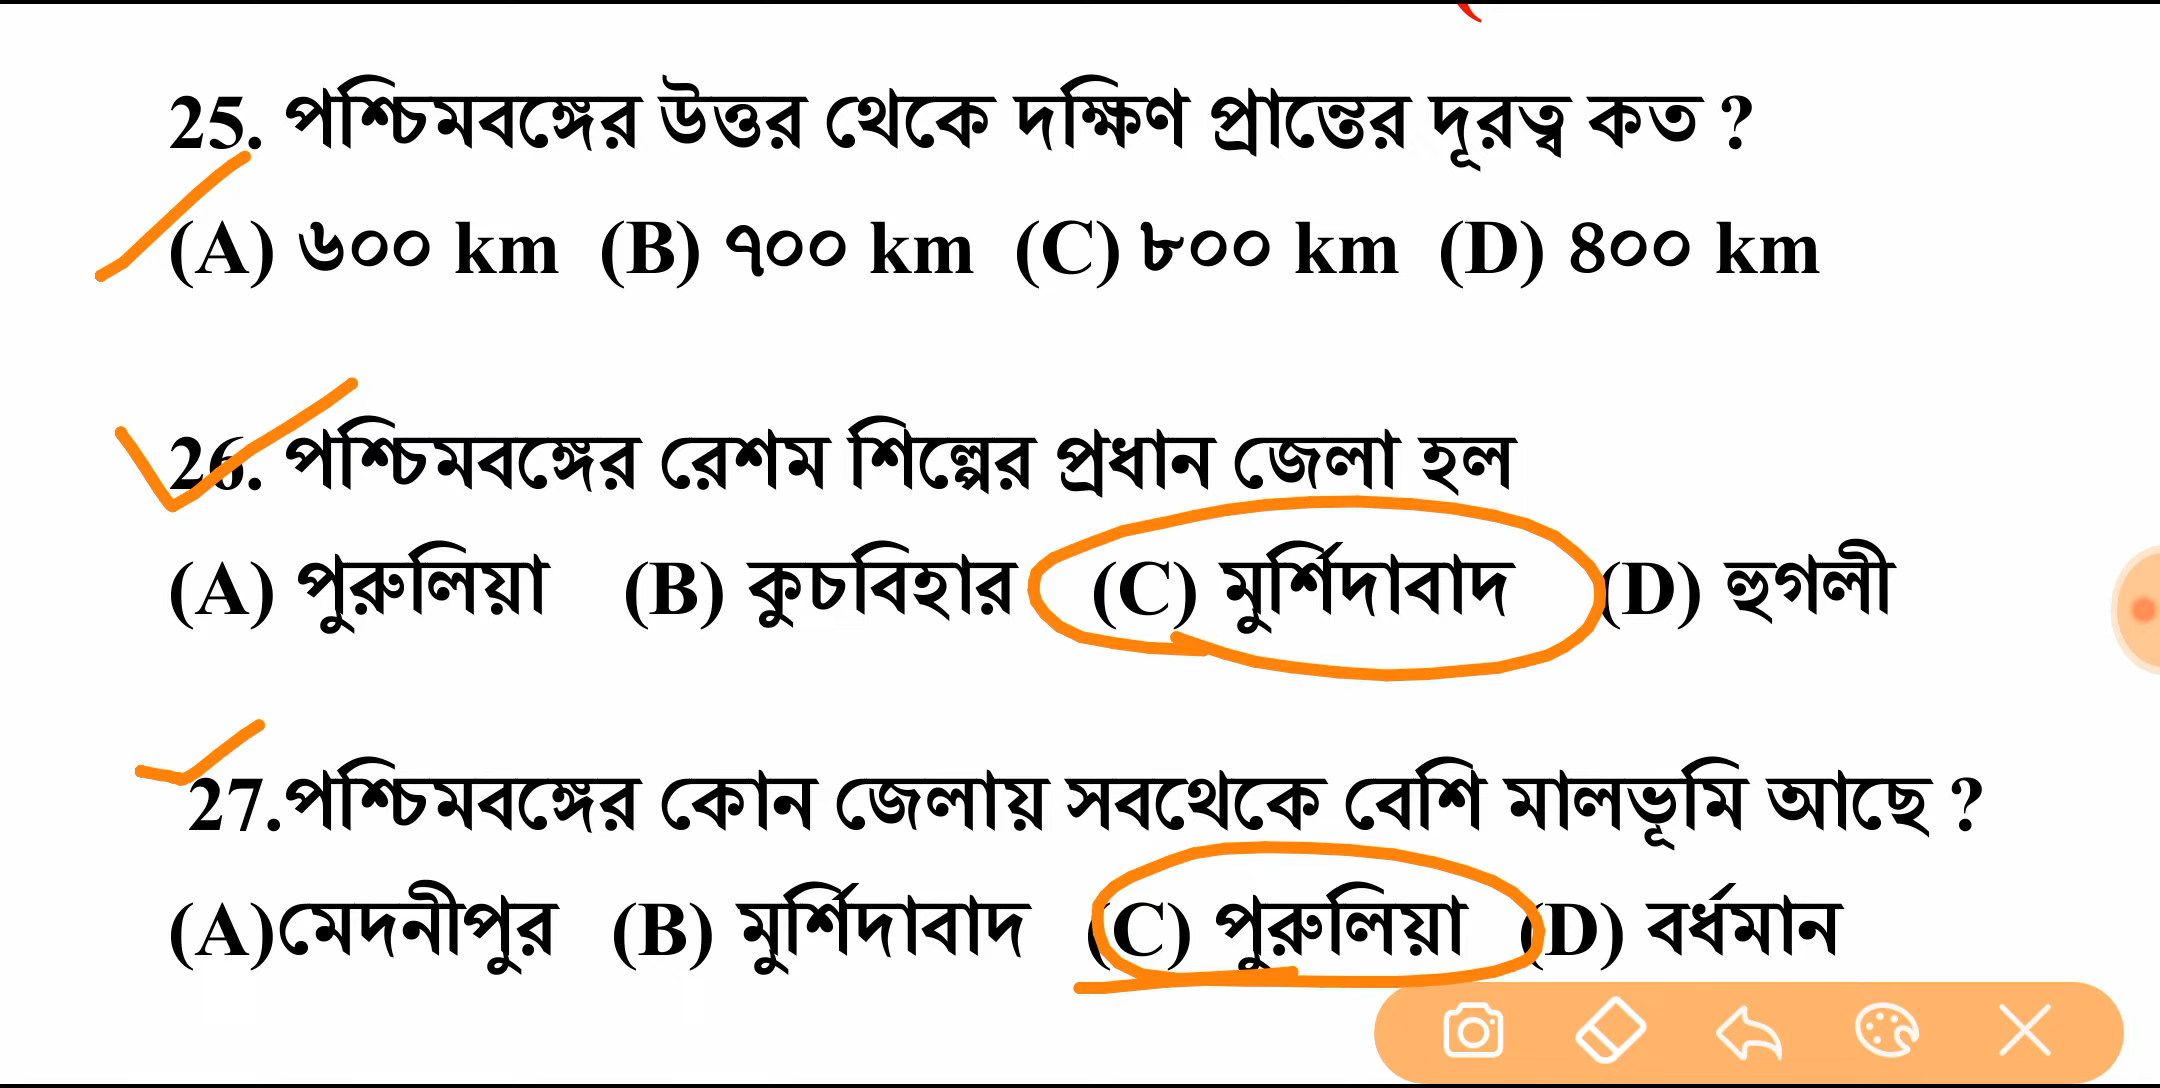 25. পশ্চিমবঙ্গের উত্তর থেকে দক্ষিণ প্রান্তের দূরত্ব কত ?
(A) ৬০০ km (B) ৭০০ km (C) ৮০০ km (D) ৪০০ km
26. পশ্চিমবঙ্গের রেশম শিল্পের প্রধান জেলা হল
(A) পুরুলিয়া (B) কুচবিহার (C) মুর্শিদাবাদ (D) হুগলী
27.পশ্চিমবঙ্গের কোন জেলায় সবথেকে বেশি মালভূমি আছে ?
(A)মেদনীপুর (B) মুর্শিদাবাদ (C) পুরুলিয়া (D) বর্ধমান